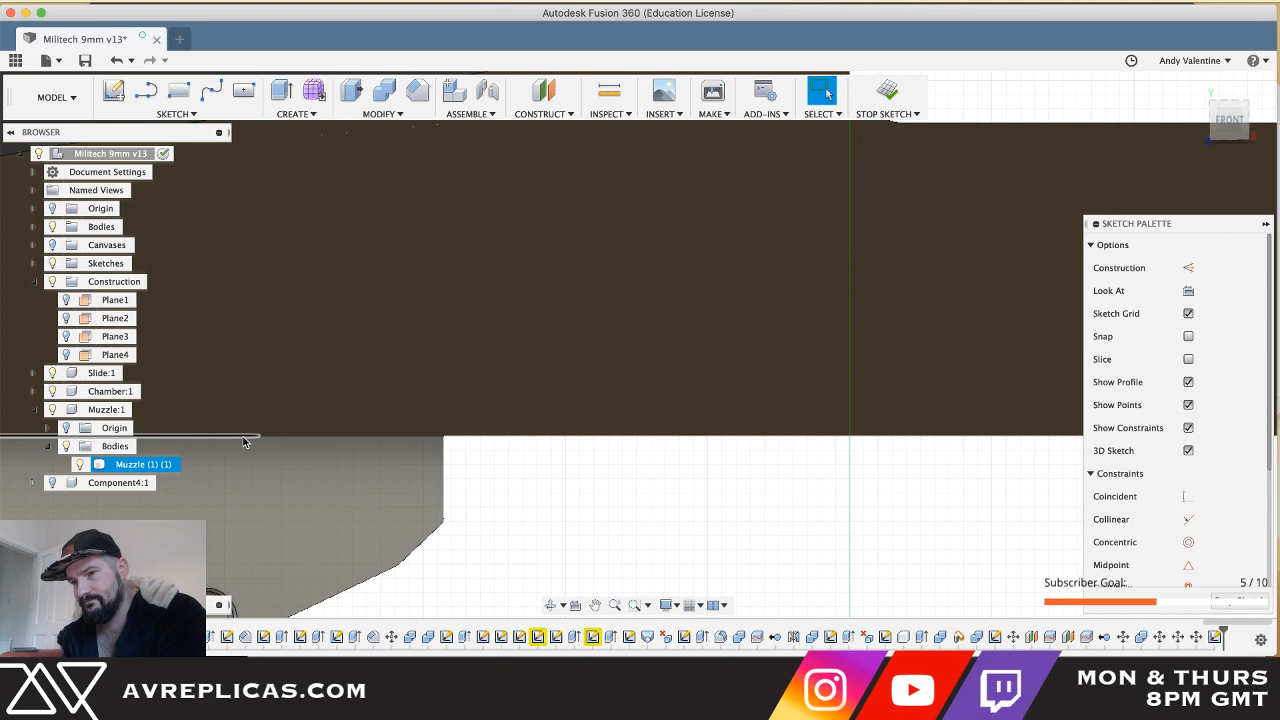 Autodesk Fusion 360 (Education License)
Militech 9mm v13*
Andy Valentine
MODEL
SKETCH
CREATE
MODIFY
ASSEMBLE
CONSTRUCT
INSPECT
INSERT
MAKE
ADD-INS
SELECT
STOP SKETCH
BROWSER
FRONT
Militech 9mm v13
Document Settings
Named Views
Origin
Bodies
Canvases
Sketches
Construction
Plane1
Plane2
Plane3
Plane4
Slide:1
Chamber:1
Muzzle:1
Origin
Bodies
Muzzle (1) (1)
Component4:1
SKETCH PALETTE
Options
Construction
Look At
Sketch Grid
Snap
Slice
Show Profile
Show Points
Show Constraints
3D Sketch
Constraints
Coincident
Collinear
Concentric
Midpoint
Subscriber Goal: 5 / 10
AVREPLICAS.COM
MON & THURS
8PM GMT